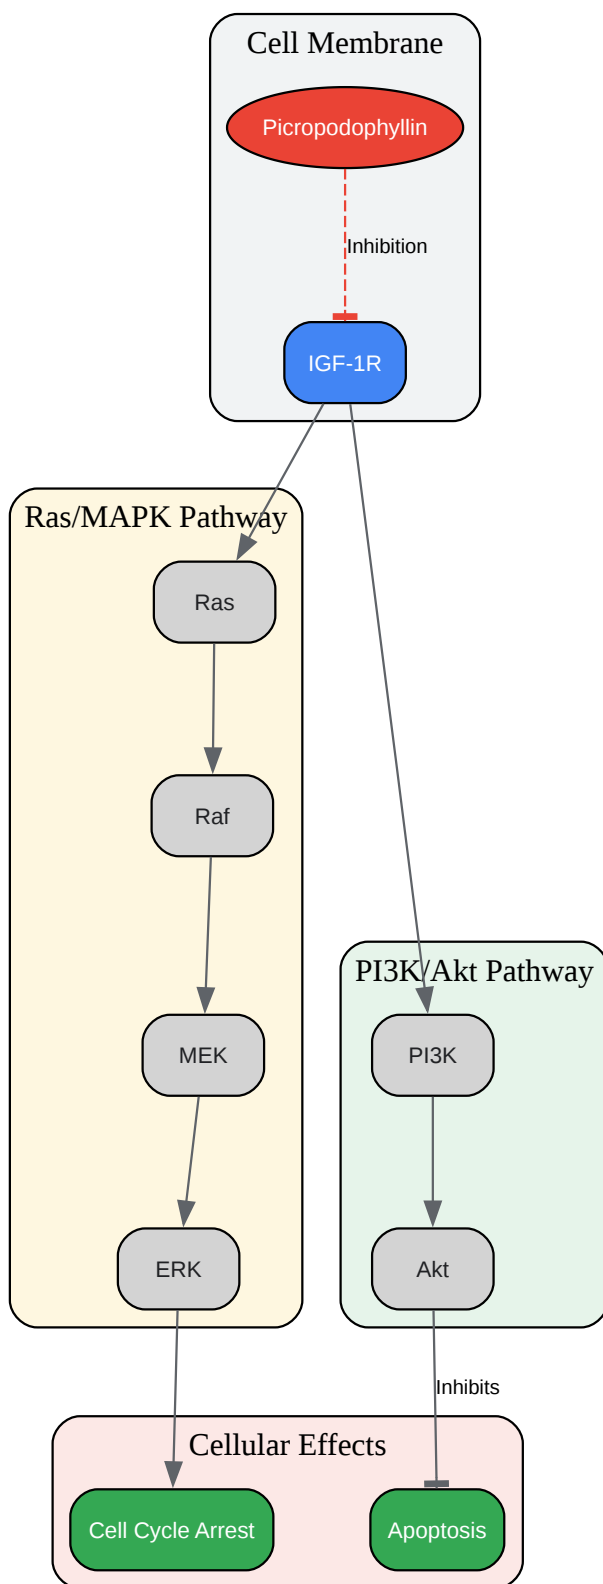 Cell Membrane
Picropodophyllin
Inhibition
IGF-1R
Ras/MAPK Pathway
Ras
Raf
MEK
ERK
PI3K/Akt Pathway
PI3K
Akt
Inhibits
Cellular Effects
Cell Cycle Arrest
Apoptosis